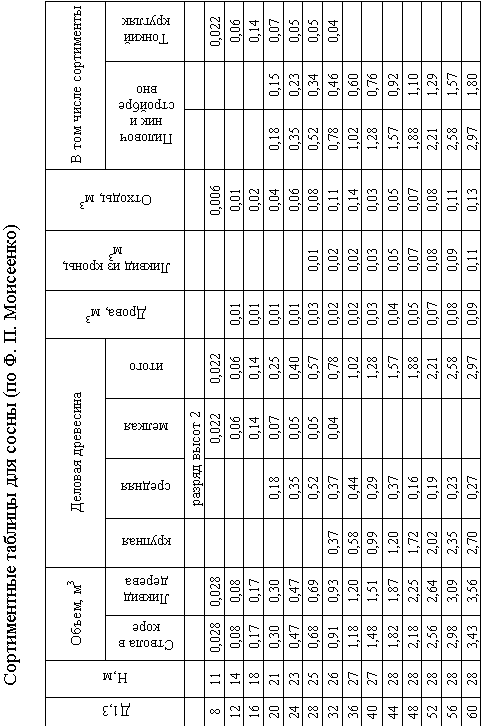 Сортиментные таблицы для сосны (по Ф. П. Моисеенко)
Д1,3 Н,м Объем, м³ Деловая древесина Дрова, м³ Ликвид из кроны, м³ Отходы, м³ В том числе сортименты
Ствола в коре Ликвид дерева крупная средняя мелкая итого Пиловоч
ник и стройбре
вно Тонкий кругляк
разряд высот 2
8 11 0,028 0,028 0,022 0,022 0,006 0,022
12 14 0,08 0,08 0,06 0,06 0,01 0,01 0,06
16 18 0,17 0,17 0,14 0,14 0,01 0,02 0,14
20 21 0,30 0,30 0,18 0,07 0,25 0,01 0,04 0,18 0,15 0,07
24 23 0,47 0,47 0,35 0,05 0,40 0,01 0,06 0,35 0,23 0,05
28 25 0,68 0,69 0,52 0,05 0,57 0,03 0,01 0,08 0,52 0,34 0,05
32 26 0,91 0,93 0,37 0,37 0,04 0,78 0,02 0,02 0,11 0,78 0,46 0,04
36 27 1,18 1,20 0,58 0,44 1,02 0,02 0,02 0,14 1,02 0,60
40 27 1,48 1,51 0,99 0,29 1,28 0,03 0,03 0,03 1,28 0,76
44 28 1,82 1,87 1,20 0,37 1,57 0,04 0,05 0,05 1,57 0,92
48 28 2,18 2,25 1,72 0,16 1,88 0,05 0,07 0,07 1,88 1,10
52 28 2,56 2,64 2,02 0,19 2,21 0,07 0,08 0,08 2,21 1,29
56 28 2,98 3,09 2,35 0,23 2,58 0,08 0,09 0,11 2,58 1,57
60 28 3,43 3,56 2,70 0,27 2,97 0,09 0,11 0,13 2,97 1,80